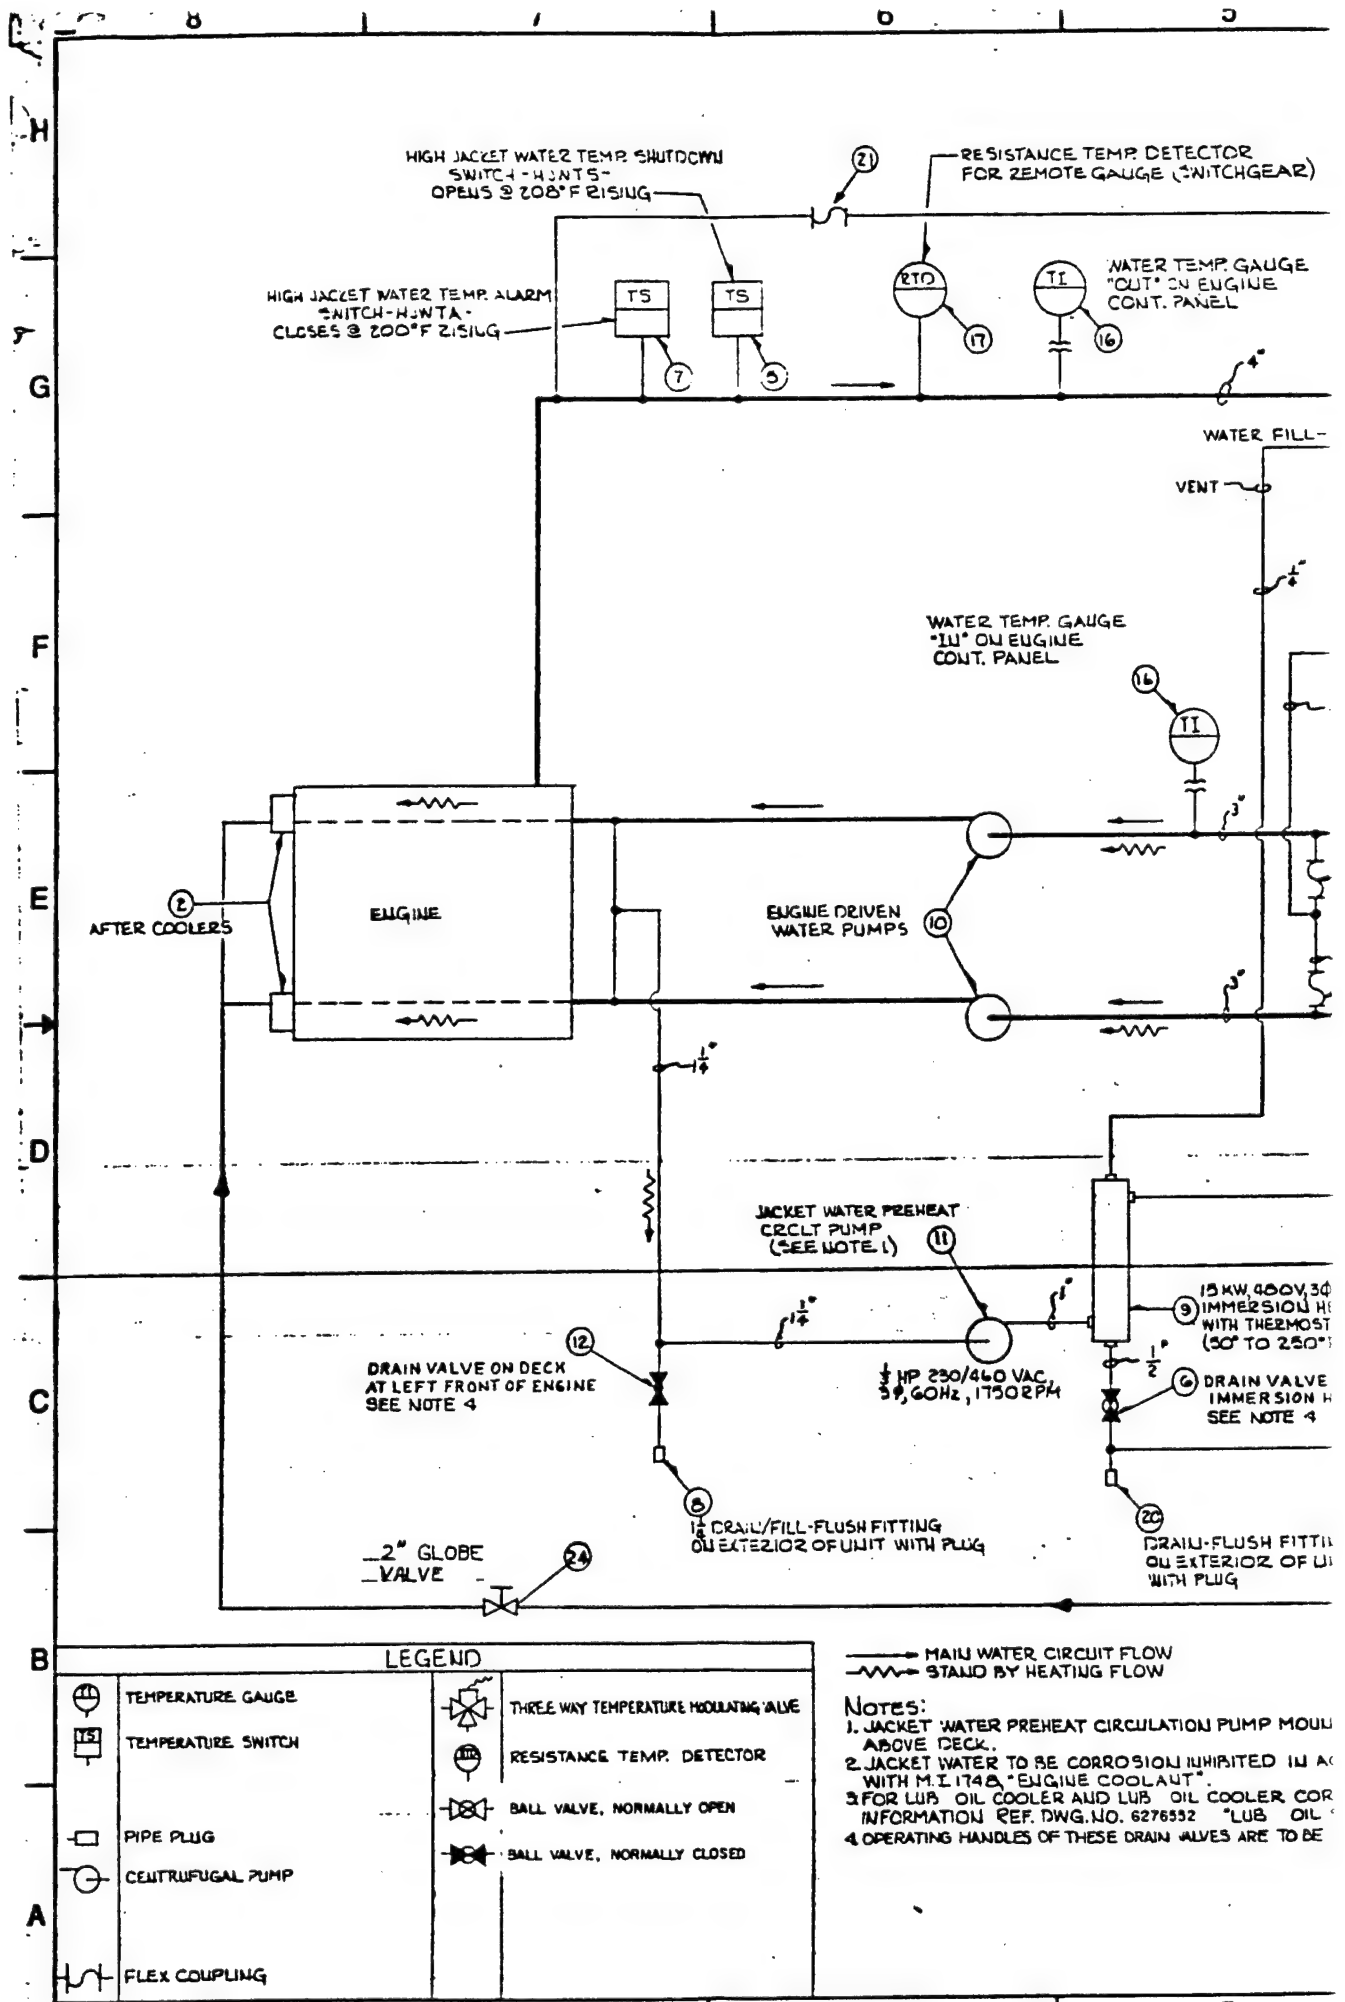 8 7 6 5
H
HIGH JACKET WATER TEMP. SHUTDOWN
SWITCH-HJWTS-
OPENS @ 208°F RISING
21
RESISTANCE TEMP. DETECTOR
FOR REMOTE GAUGE (SWITCHGEAR)
HIGH JACKET WATER TEMP. ALARM
SWITCH-HJWTA-
CLOSES @ 200°F RISING
TS
TS
RTD
TI
WATER TEMP. GAUGE
"OUT" ON ENGINE
CONT. PANEL
7
5
17
16
G
4"
WATER FILL-
VENT
1/4"
F
WATER TEMP. GAUGE
"IN" ON ENGINE
CONT. PANEL
16
TI
3"
E
2
AFTER COOLERS
ENGINE
ENGINE DRIVEN
WATER PUMPS
10
3"
1 1/4"
D
JACKET WATER PREHEAT
CRCLT PUMP
(SEE NOTE 1)
11
1 1/4"
1"
9
15 KW, 480V, 3Φ
IMMERSION HE
WITH THERMOST
(50° TO 250°
12
DRAIN VALVE ON DECK
AT LEFT FRONT OF ENGINE
SEE NOTE 4
HP 230/460 VAC,
3Φ, 60Hz, 1750 RPM
1/2"
C
6
DRAIN VALVE
IMMERSION H
SEE NOTE 4
8
1 1/4 DRAIN/FILL-FLUSH FITTING
ON EXTERIOR OF UNIT WITH PLUG
20
DRAIN-FLUSH FITTIN
ON EXTERIOR OF UN
WITH PLUG
2" GLOBE
VALVE
24
B
LEGEND
TI
TEMPERATURE GAUGE
THREE WAY TEMPERATURE MODULATING VALVE
TS
TEMPERATURE SWITCH
RTD
RESISTANCE TEMP. DETECTOR
BALL VALVE, NORMALLY OPEN
PIPE PLUG
BALL VALVE, NORMALLY CLOSED
CENTRUFUGAL PUMP
A
FLEX COUPLING
MAIN WATER CIRCUIT FLOW
STAND BY HEATING FLOW
NOTES:
1. JACKET WATER PREHEAT CIRCULATION PUMP MOUN
ABOVE DECK.
2. JACKET WATER TO BE CORROSION INHIBITED IN AC
WITH M.I. 1748, "ENGINE COOLANT".
3. FOR LUB OIL COOLER AND LUB OIL COOLER COR
INFORMATION REF. DWG. NO. 6276552 "LUB OIL
4. OPERATING HANDLES OF THESE DRAIN VALVES ARE TO BE